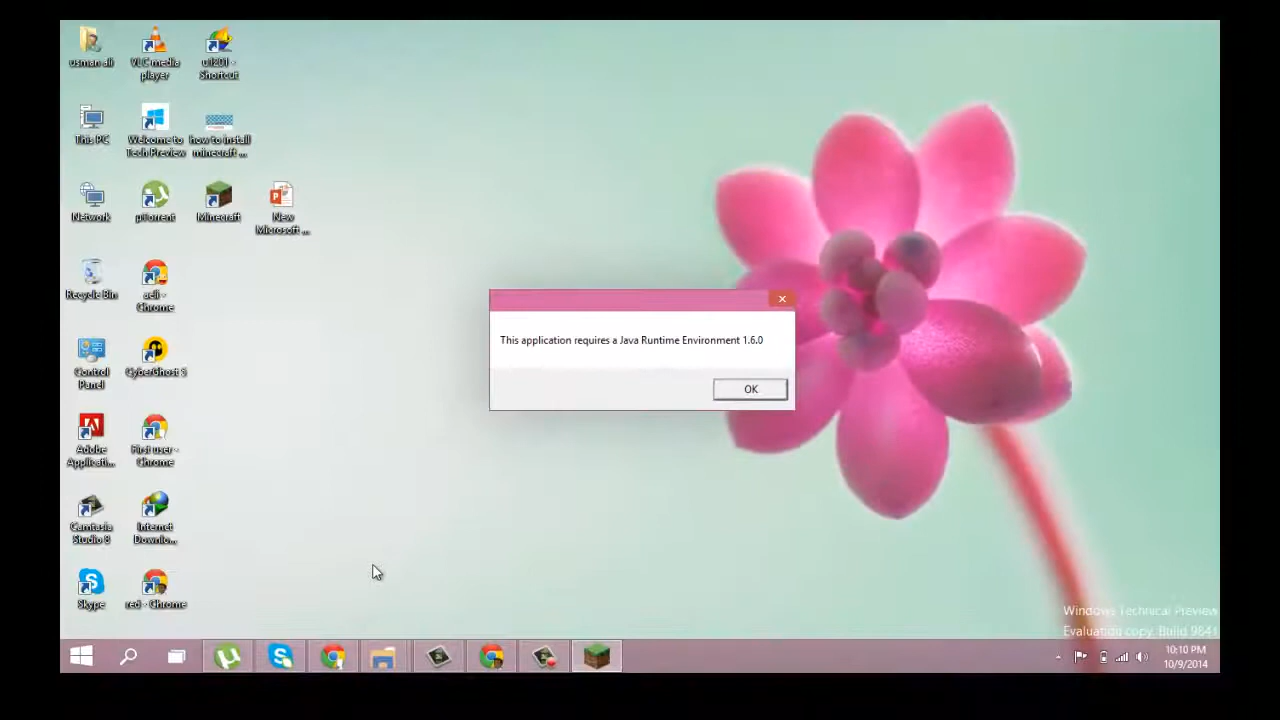 usman ali
VLC media
player
Shortcut
This PC
Welcome to
Tech Preview
how to install
minecraft ...
Network
µTorrent
Minecraft
New
Microsoft ...
Recycle Bin
aeli -
Chrome
Control
Panel
CyberGhost 5
Adobe
Applicati...
First user -
Chrome
Camtasia
Studio 8
Internet
Downlo...
Skype
red - Chrome
This application requires a Java Runtime Environment 1.6.0
OK
Windows Technical Preview
Evaluation copy. Build 9841
10:10 PM
10/9/2014